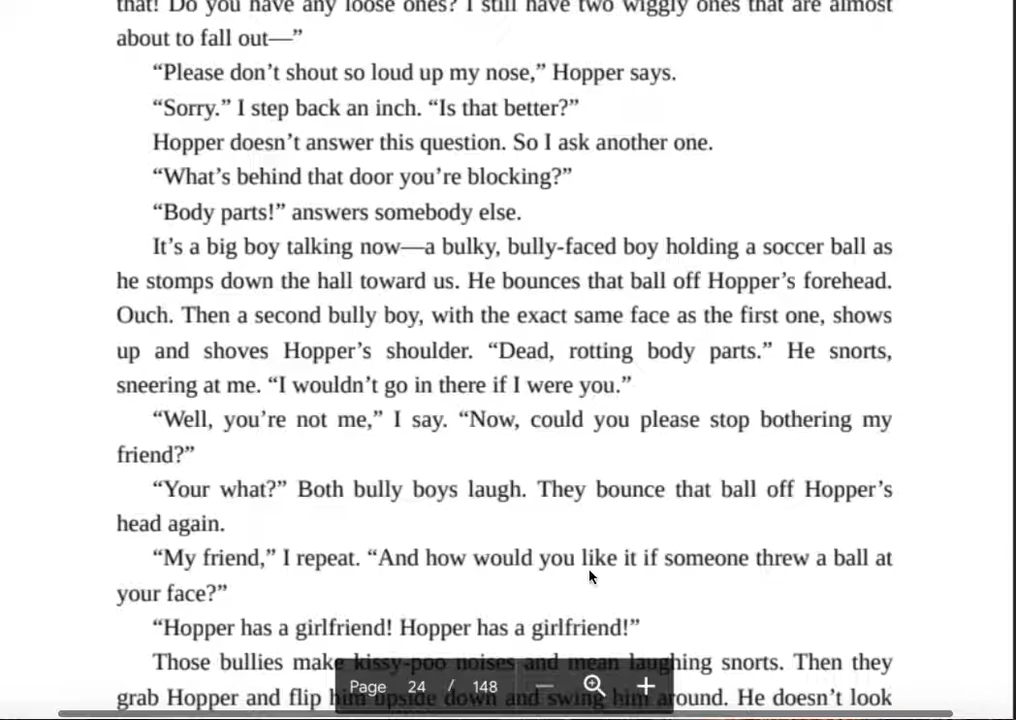 that! Do you have any loose ones? I still have two wiggly ones that are almost
about to fall out—”
“Please don’t shout so loud up my nose,” Hopper says.
“Sorry.” I step back an inch. “Is that better?”
Hopper doesn’t answer this question. So I ask another one.
“What’s behind that door you’re blocking?”
“Body parts!” answers somebody else.
It’s a big boy talking now—a bulky, bully-faced boy holding a soccer ball as
he stomps down the hall toward us. He bounces that ball off Hopper’s forehead.
Ouch. Then a second bully boy, with the exact same face as the first one, shows
up and shoves Hopper’s shoulder. “Dead, rotting body parts.” He snorts,
sneering at me. “I wouldn’t go in there if I were you.”
“Well, you’re not me,” I say. “Now, could you please stop bothering my
friend?”
“Your what?” Both bully boys laugh. They bounce that ball off Hopper’s
head again.
“My friend,” I repeat. “And how would you like it if someone threw a ball at
your face?”
“Hopper has a girlfriend! Hopper has a girlfriend!”
Those bullies make kissy-poo noises and mean laughing snorts. Then they
grab Hopper and flip him upside down and swing him around. He doesn’t look
Page 24 / 148